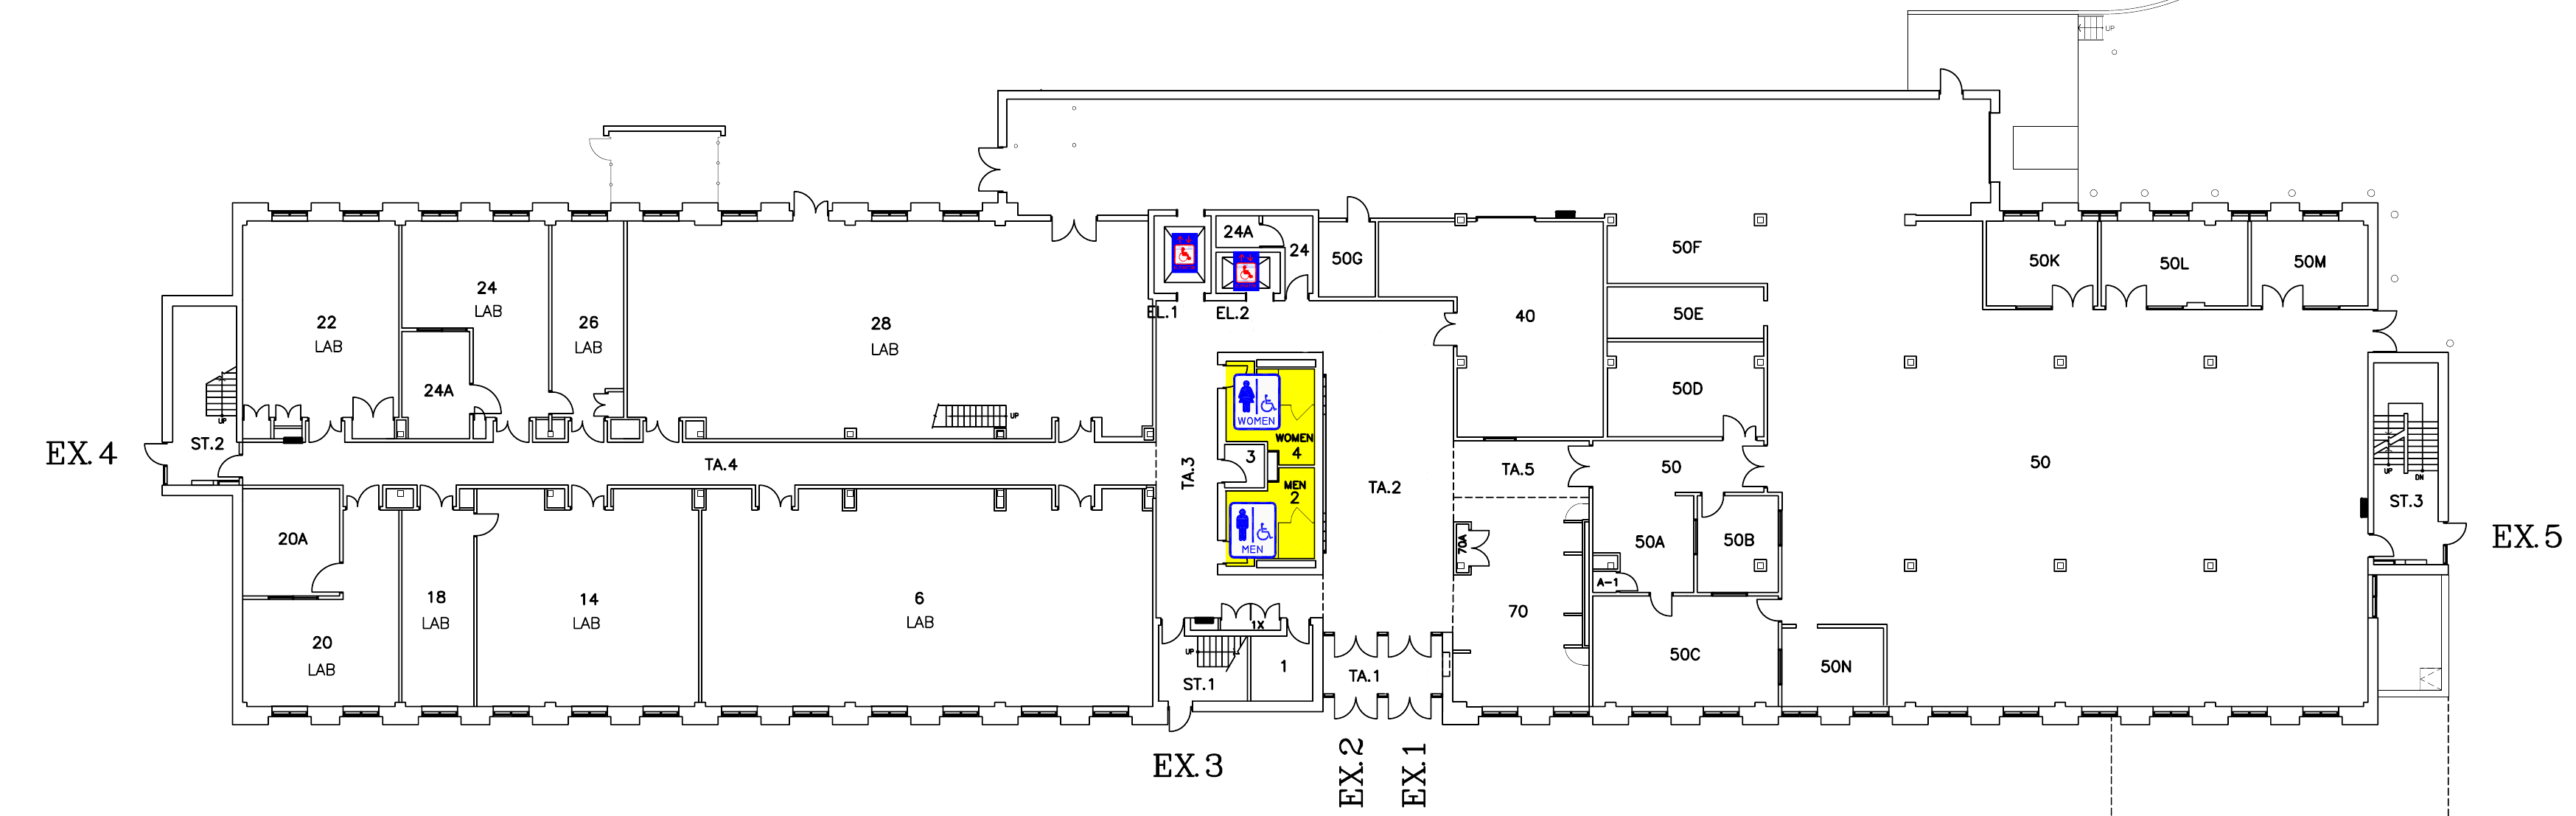 UP
24A
24
50F
50G
50K
50L
50M
24
LAB
EL.1
EL.2
50E
40
22
LAB
26
LAB
28
LAB
24A
50D
UP
UP
WOMEN
WOMEN
4
EX.4
ST.2
TA.4
3
TA.3
TA.2
TA.5
50
50
UP
DN
MEN
2
MEN
ST.3
EX.5
20A
70A
50A
50B
A-1
18
LAB
14
LAB
6
LAB
70
1X
20
LAB
UP
ST.1
1
TA.1
50C
50N
EX.3
EX.2
EX.1